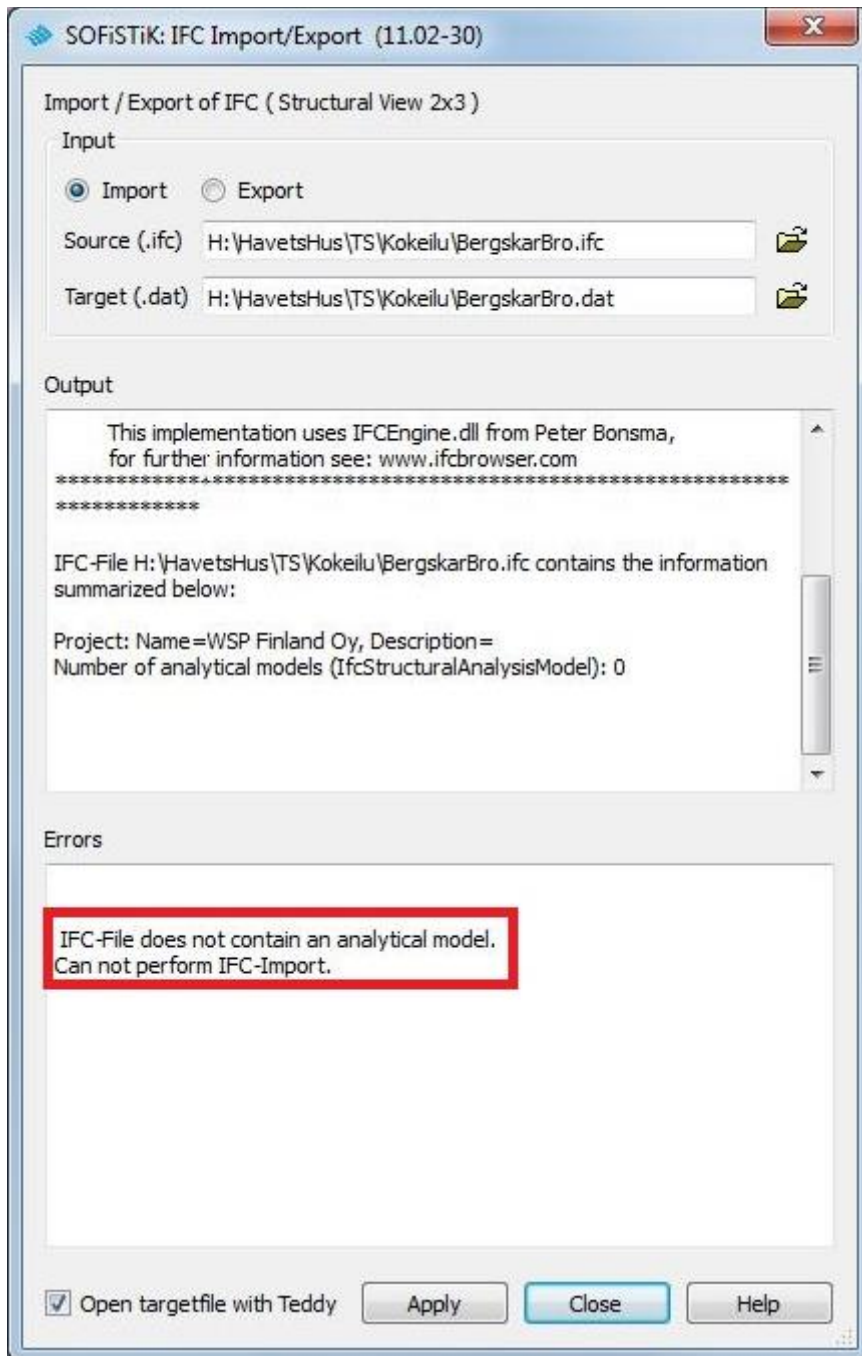 SOFiSTiK: IFC Import/Export (11.02-30)
Import / Export of IFC ( Structural View 2x3 )
Input
Import Export
Source (.ifc) H:\HavetsHus\TS\Kokeilu\BergskarBro.ifc
Target (.dat) H:\HavetsHus\TS\Kokeilu\BergskarBro.dat
Output
This implementation uses IFCEngine.dll from Peter Bonsma,
for further information see: www.ifcbrowser.com
************************************************************
************
IFC-File H:\HavetsHus\TS\Kokeilu\BergskarBro.ifc contains the information
summarized below:
Project: Name=WSP Finland Oy, Description=
Number of analytical models (IfcStructuralAnalysisModel): 0
Errors
IFC-File does not contain an analytical model.
Can not perform IFC-Import.
Open targetfile with Teddy Apply Close Help